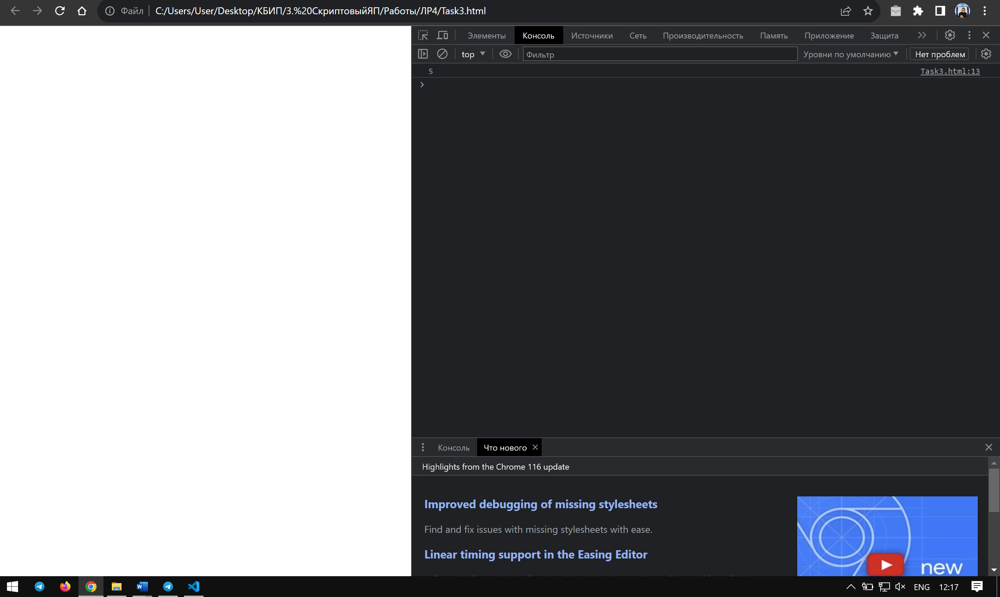 Файл C:/Users/User/Desktop/КБИП/3.%20СкриптовыйЯП/Работы/ЛР4/Task3.html
Элементы Консоль Источники Сеть Производительность Память Приложение Защита
top Фильтр Уровни по умолчанию Нет проблем
5 Task3.html:13
Консоль Что нового
Highlights from the Chrome 116 update
Improved debugging of missing stylesheets
Find and fix issues with missing stylesheets with ease.
Linear timing support in the Easing Editor
new
ENG 12:17